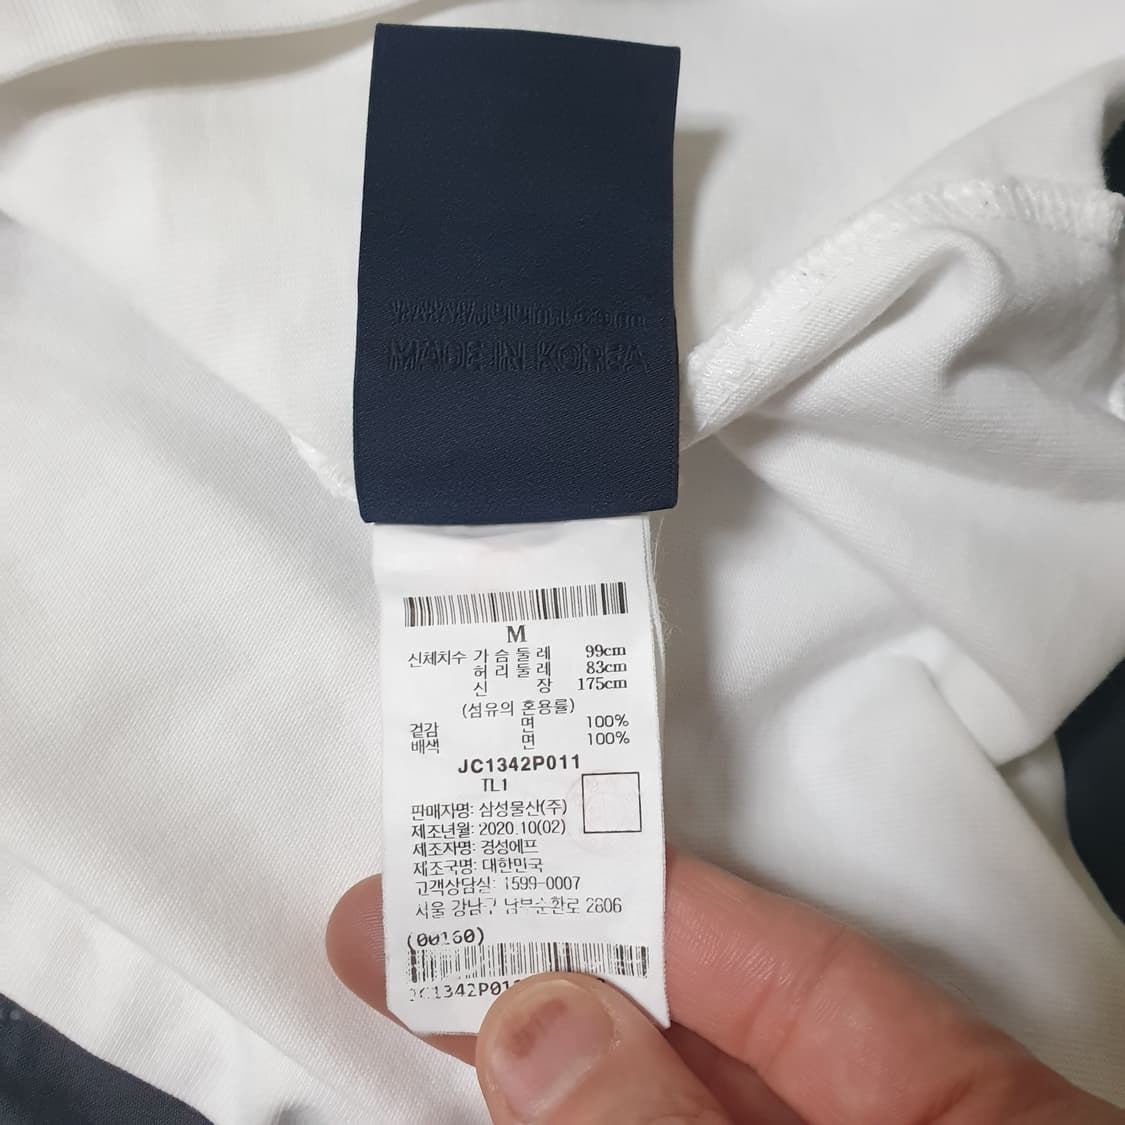 MADE IN KOREA
M
신체치수 가슴둘레 99cm
허리둘레 83cm
신장 175cm
(섬유의 혼용률)
겉감 면 100%
배색 면 100%
JC1342P011
TL1
판매자명: 삼성물산(주)
제조년월: 2020.10(02)
제조자명: 경성에프
제조국명: 대한민국
고객상담실: 1599-0007
서울 강남구 남부순환로 2806
(00160)
JC1342P01